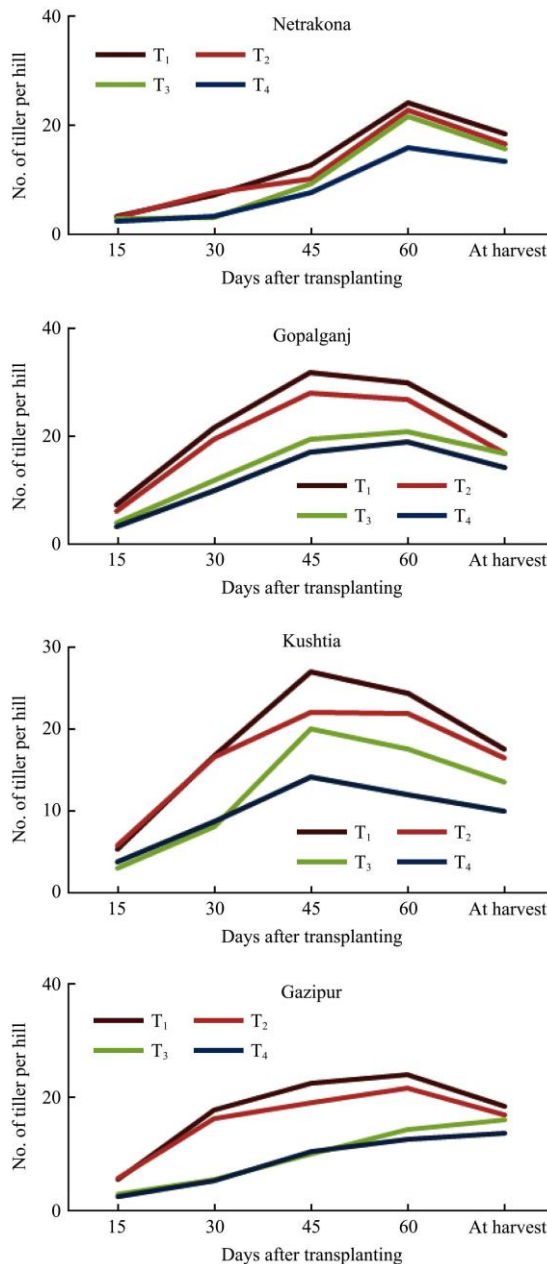 Netrakona
No. of tiller per hill
40
20
0
T₁ T₂
T₃ T₄
15 30 45 60 At harvest
Days after transplanting
Gopalganj
No. of tiller per hill
40
20
0
T₁ T₂
T₃ T₄
15 30 45 60 At harvest
Days after transplanting
Kushtia
No. of tiller per hill
30
20
10
0
T₁ T₂
T₃ T₄
15 30 45 60 At harvest
Days after transplanting
Gazipur
No. of tiller per hill
40
20
0
T₁ T₂
T₃ T₄
15 30 45 60 At harvest
Days after transplanting